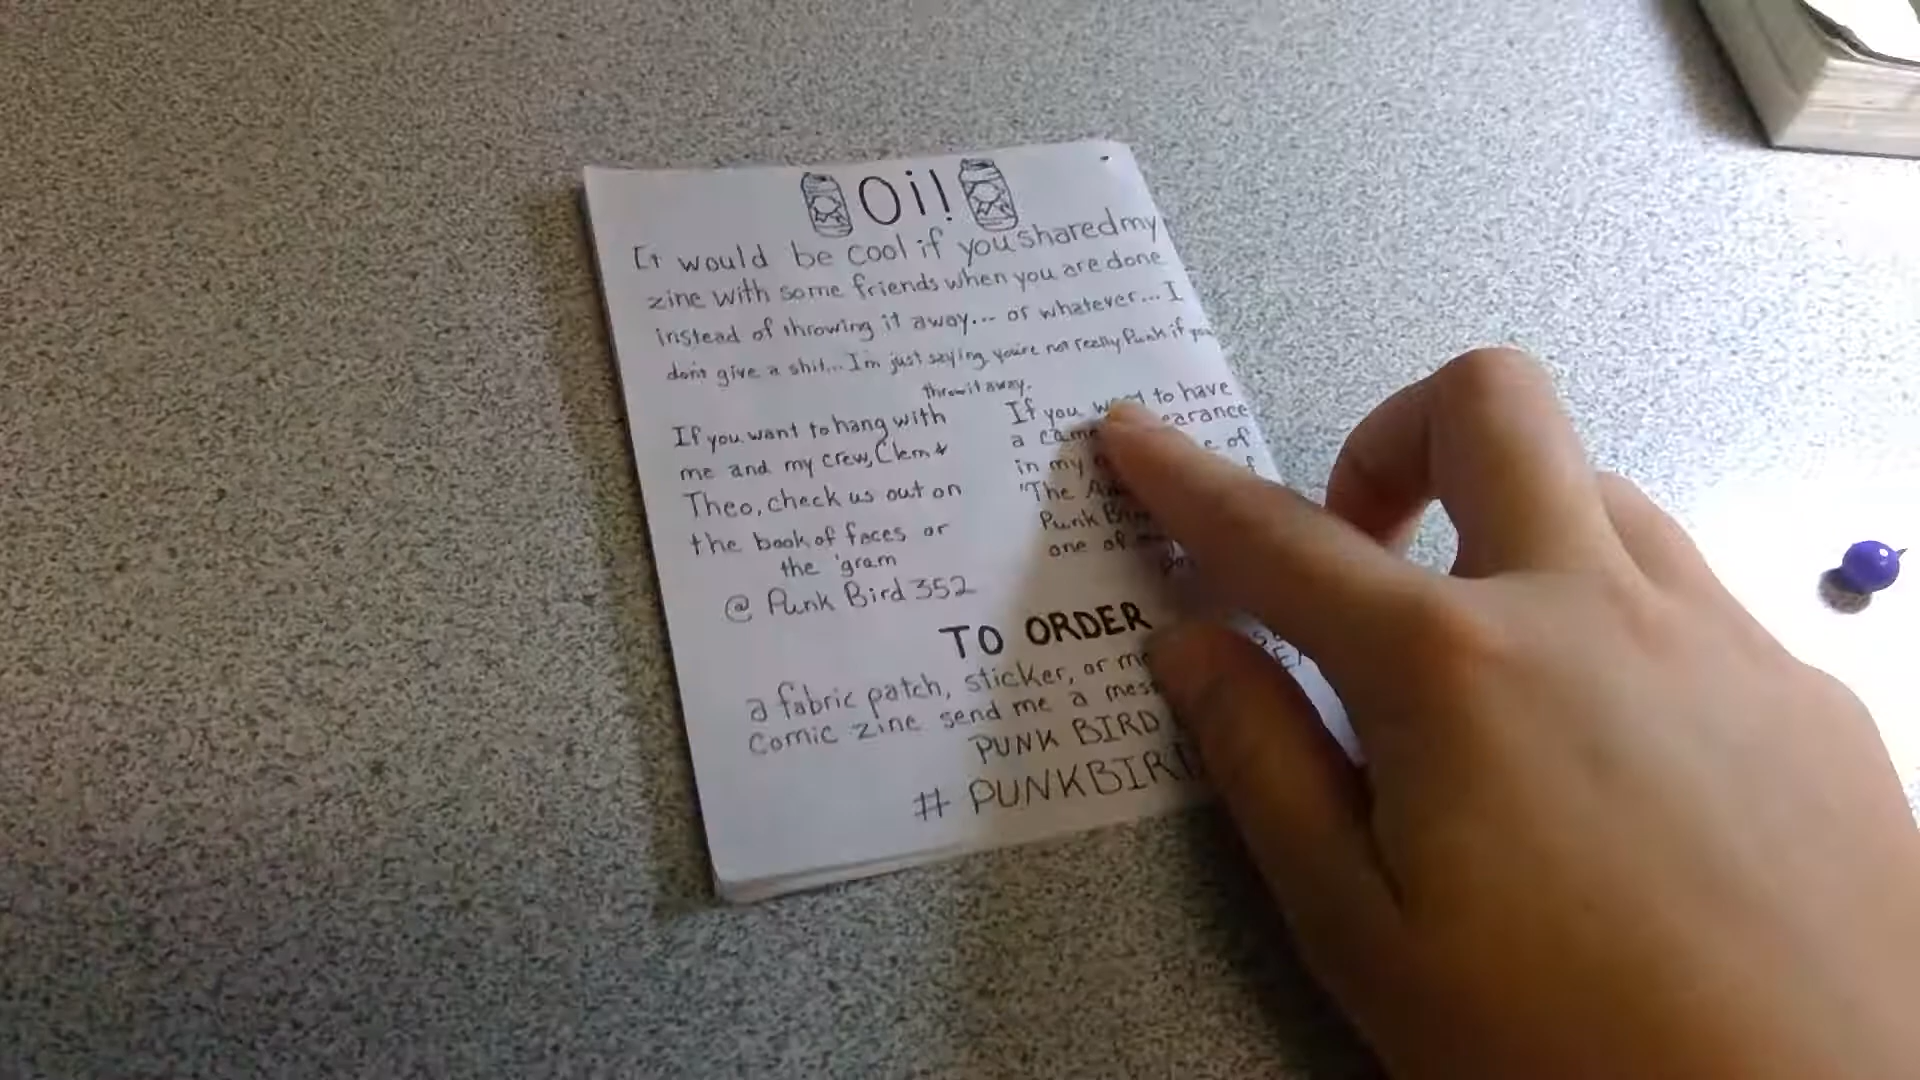 Oi!
It would be cool if you shared my
zine with some friends when you are done
instead of throwing it away... or whatever... I
dont give a shit... I'm just saying, you're not really Punk if you
throw it away.
If you want to hang with
me and my crew, Clem &
Theo, check us out on
the book of faces or
the 'gram
@ Punk Bird 352
If you want to have
a
in my of
"The
Punk
one of
TO ORDER
a fabric patch, sticker, or
comic zine send me a
PUNK BIRD
# PUNKBIRD